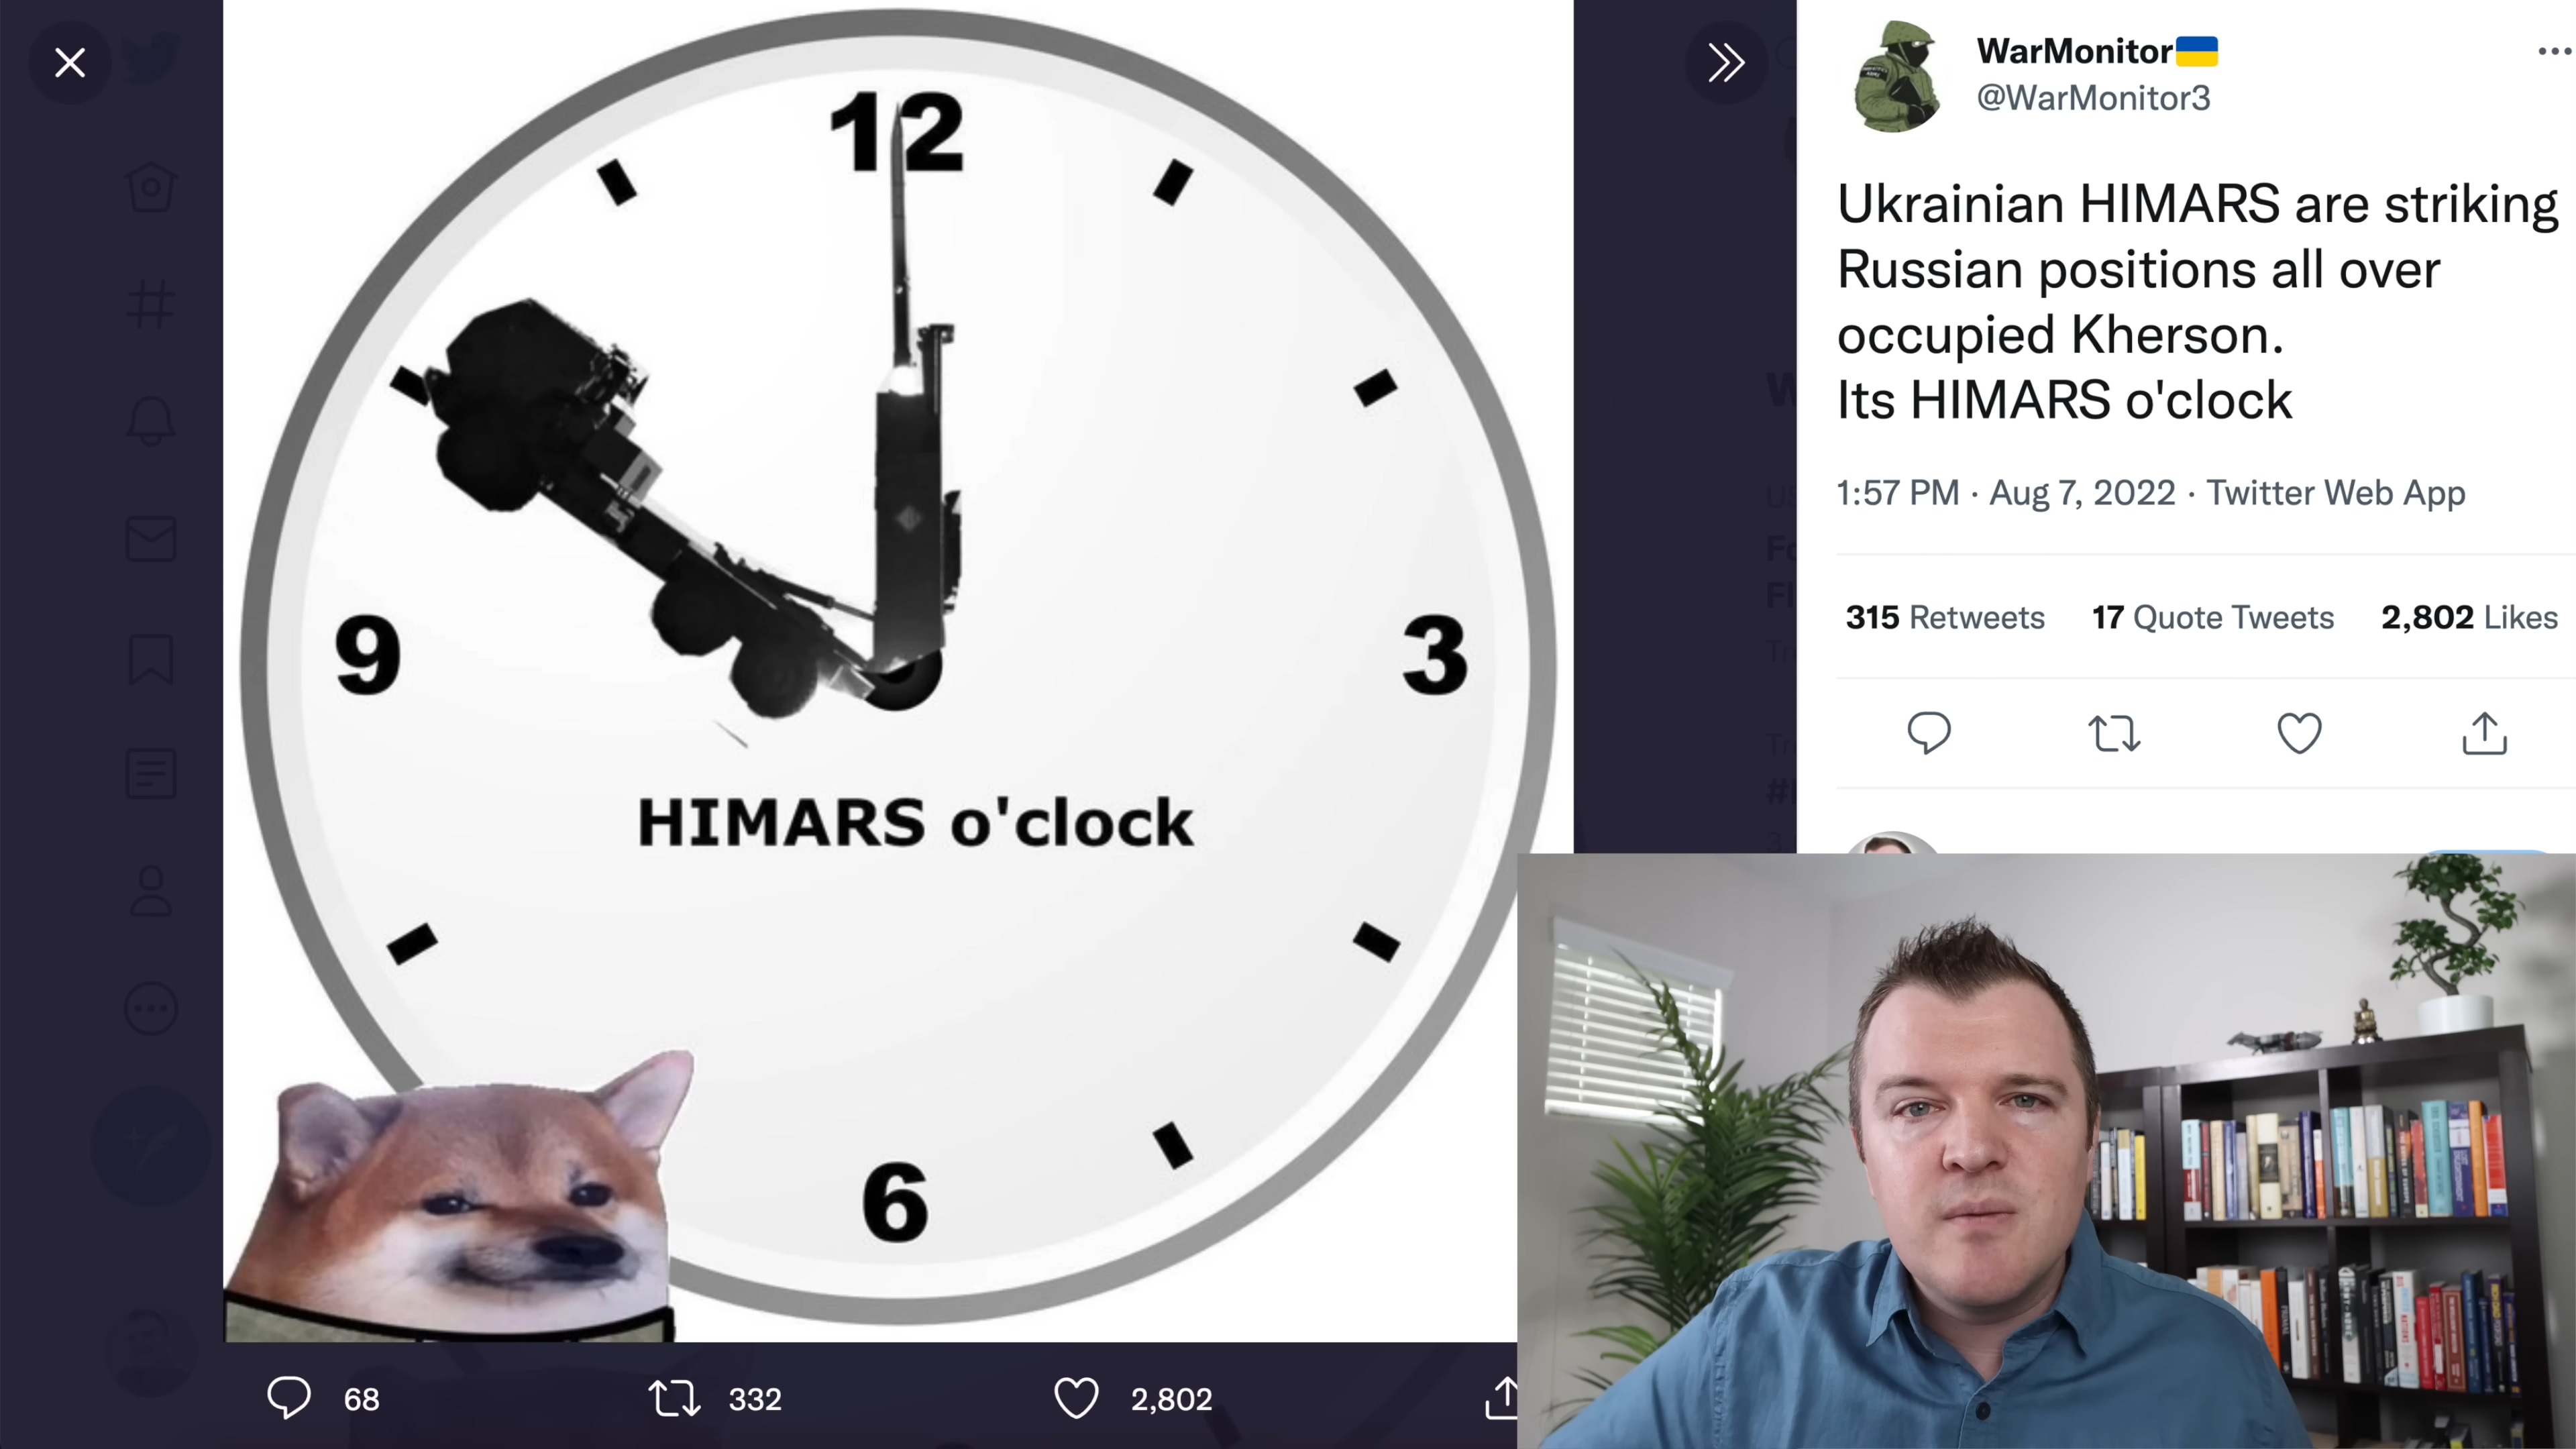 12
9
3
HIMARS o'clock
6
68
332
2,802
WarMonitor🇺🇦
@WarMonitor3
Ukrainian HIMARS are striking
Russian positions all over
occupied Kherson.
Its HIMARS o'clock
1:57 PM · Aug 7, 2022 · Twitter Web App
315 Retweets 17 Quote Tweets 2,802 Likes